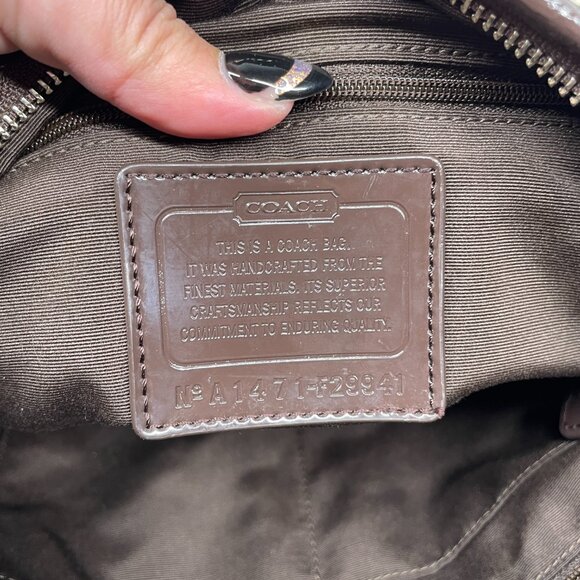 COACH
THIS IS A COACH BAG.
IT WAS HANDCRAFTED FROM THE
FINEST MATERIALS. ITS SUPERIOR
CRAFTSMANSHIP REFLECTS OUR
COMMITMENT TO ENDURING QUALITY.
Nº A1471-F29941